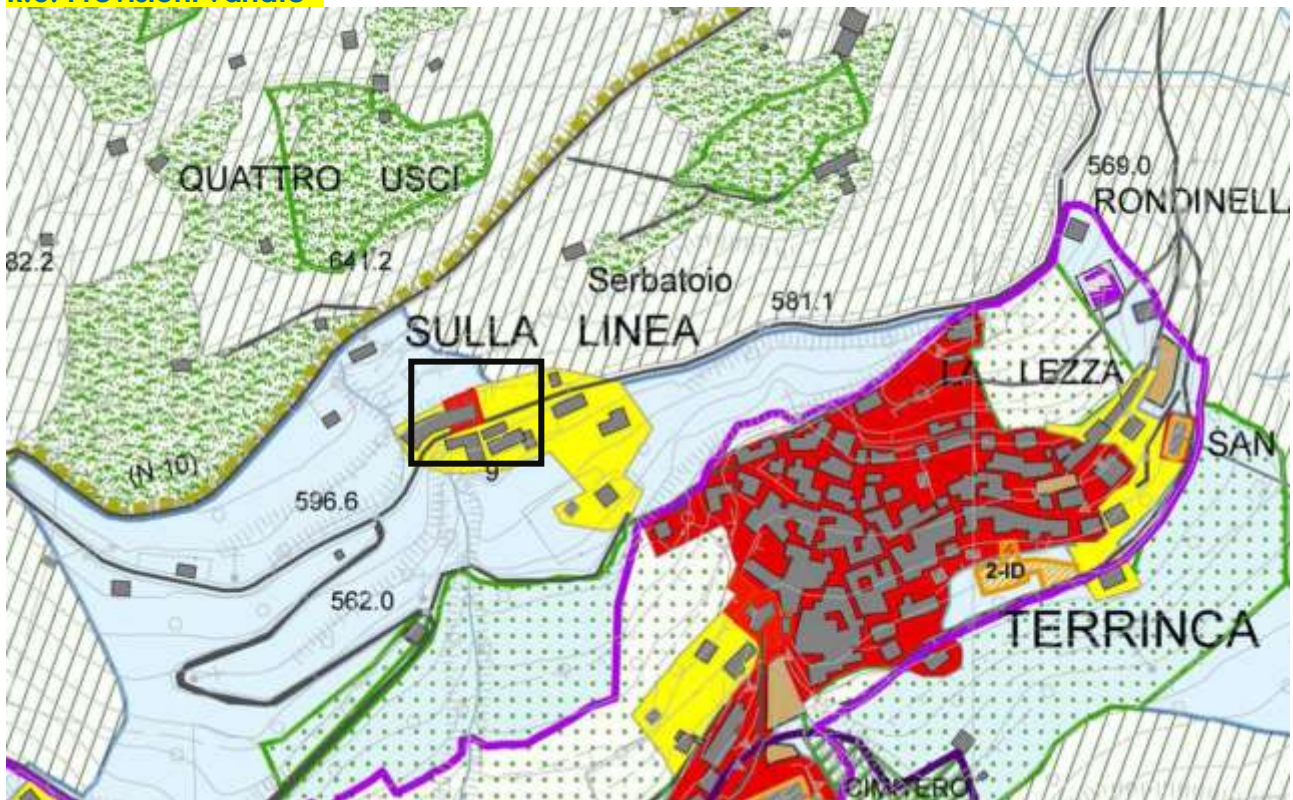 569.0
QUATTRO USCI
RONDINELL
82.2
641.2
Serbatoio
581.1
SULLA LINEA
LA LEZZA
SAN
(N 10)
9
596.6
2-ID
562.0
TERRINCA
CIMITERO